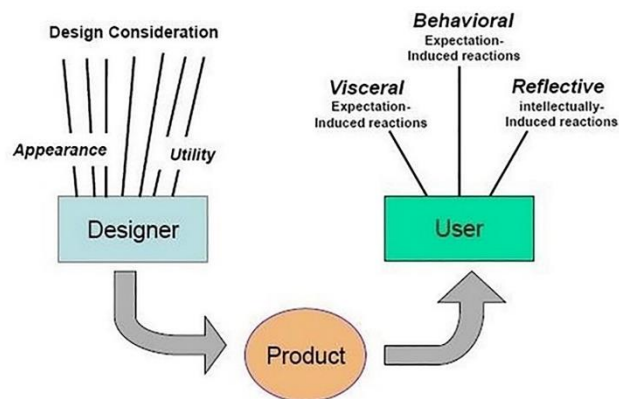 Design Consideration
Appearance
Utility
Designer
Behavioral
Expectation-
Induced reactions
Visceral
Expectation-
Induced reactions
Reflective
intellectually-
Induced reactions
User
Product